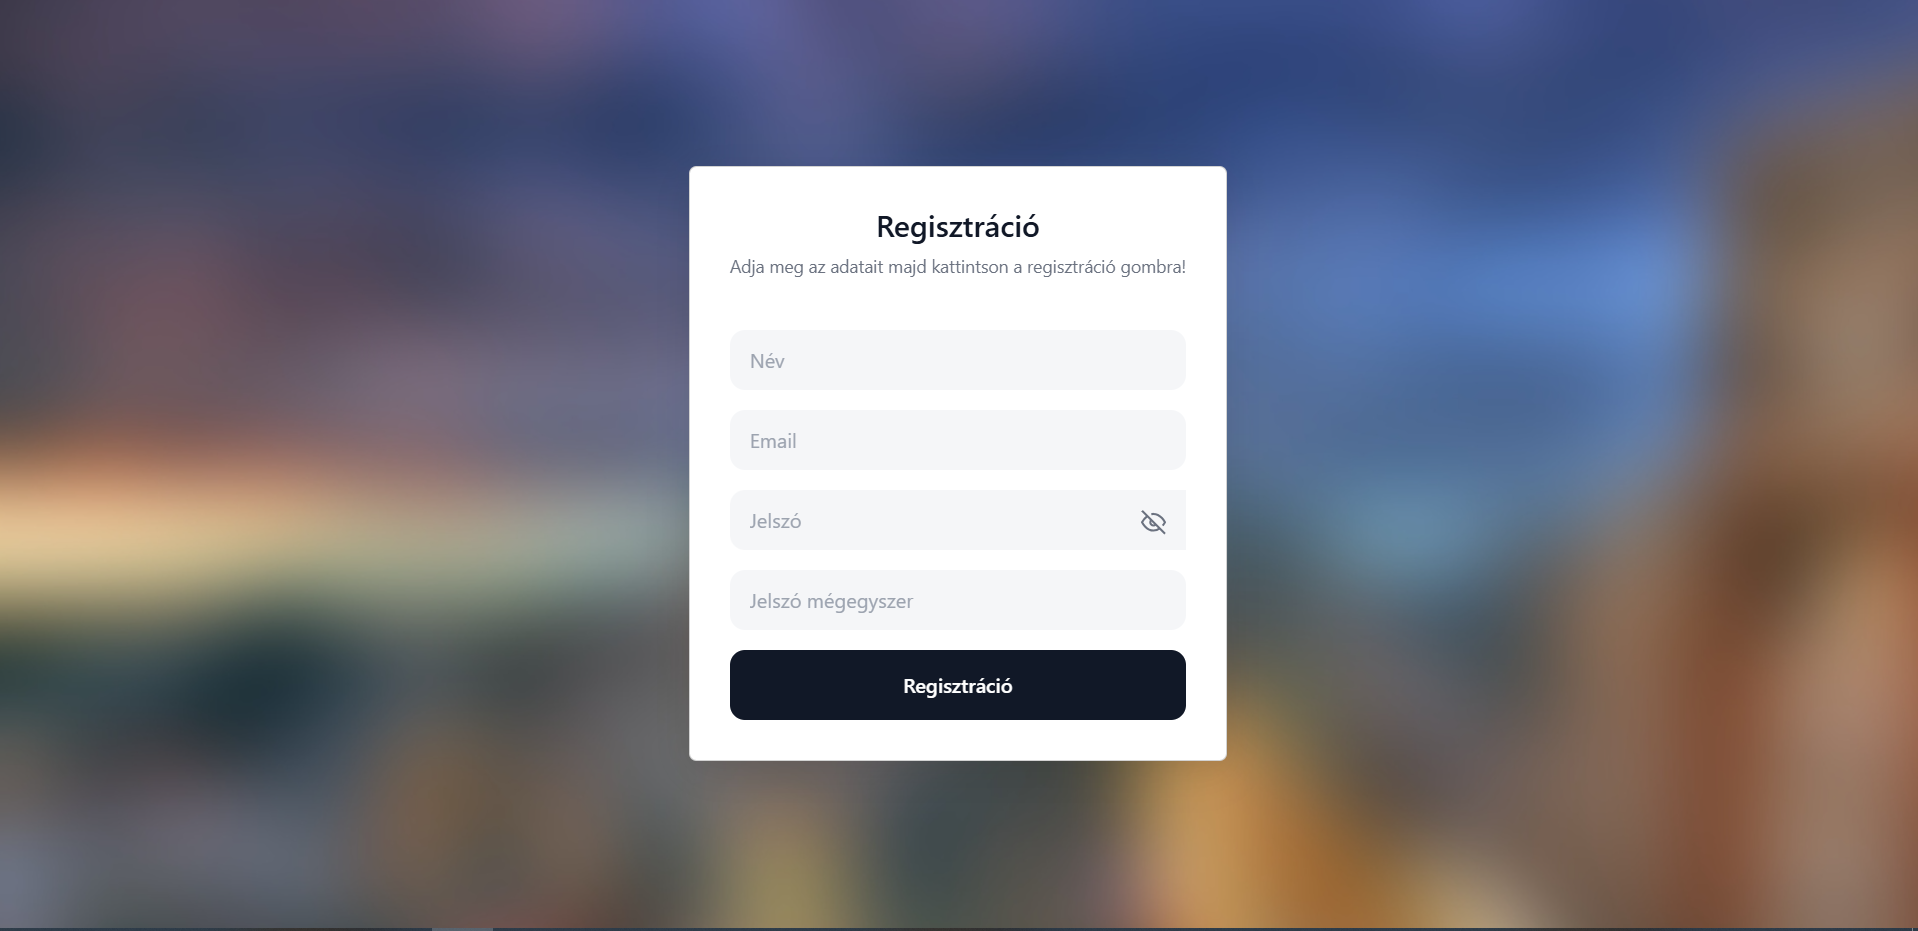 Regisztráció
Adja meg az adatait majd kattintson a regisztráció gombra!
Név
Email
Jelszó
Jelszó mégegyszer
Regisztráció